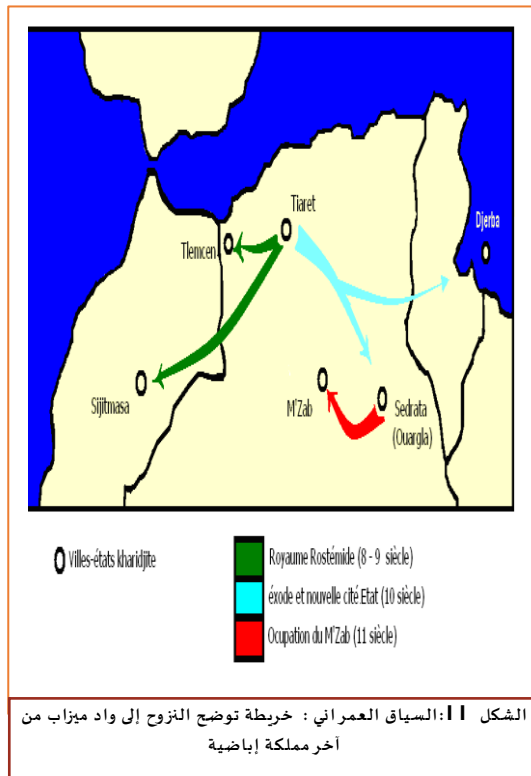 Tiaret
Djerba
Tlemcen
M'Zab
Sijitmasa
Sedrata
(Ouargla)
Villes-états kharidjite
Royaume Rostémide (8 - 9 siècle)
éxode et nouvelle cité Etat (10 siècle)
Ocupation du M'Zab (11 siècle)
الشكل 11:السياق العمراني : خريطة توضح النزوح إلى واد ميزاب من
آخر مملكة إباضية